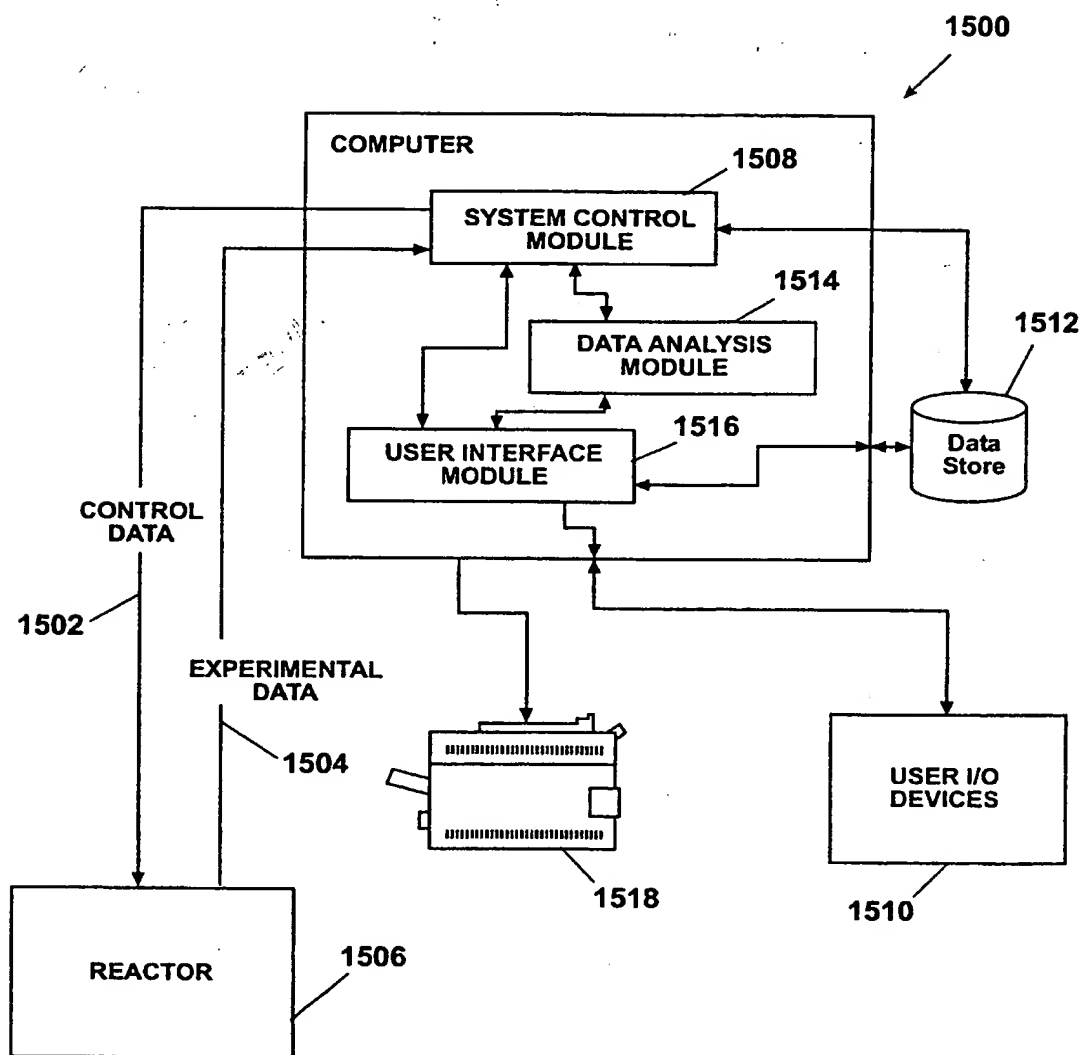 1500
COMPUTER
1508
SYSTEM CONTROL
MODULE
1514
DATA ANALYSIS
MODULE
1512
Data
Store
1516
USER INTERFACE
MODULE
CONTROL
DATA
1502
EXPERIMENTAL
DATA
1504
USER I/O
DEVICES
1518
1510
REACTOR
1506